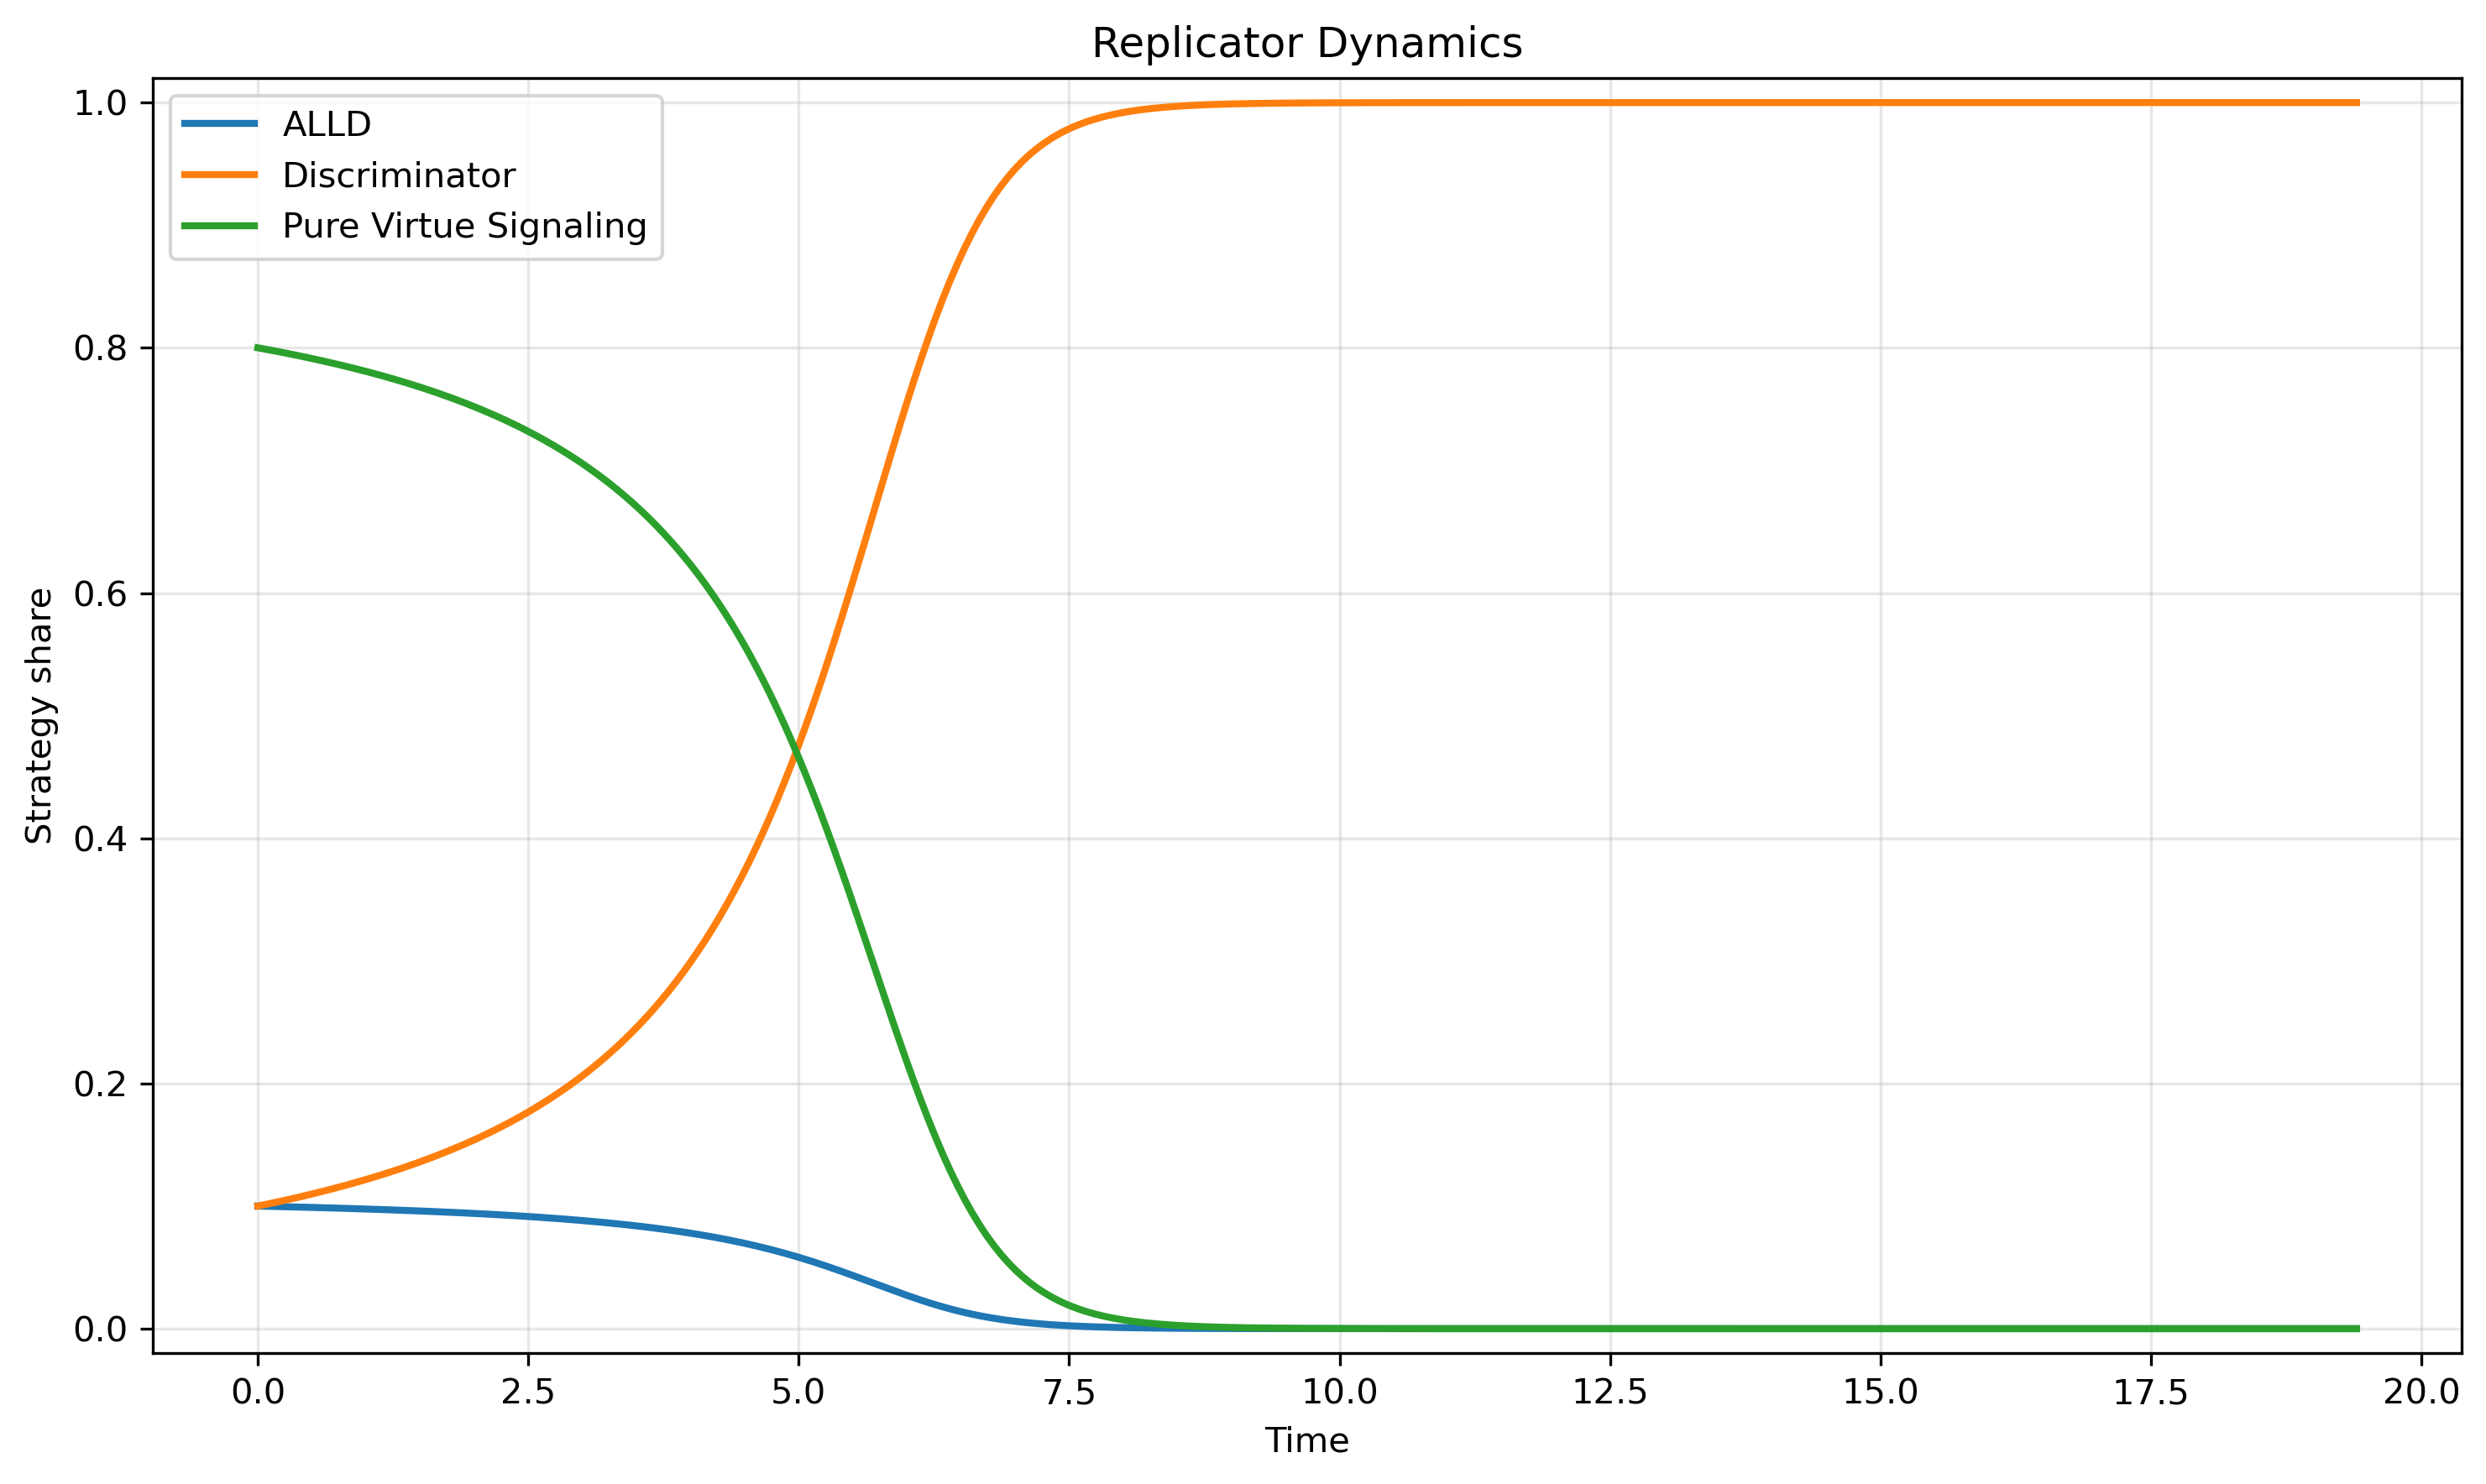 Replicator Dynamics
ALLD
Discriminator
Pure Virtue Signaling
Strategy share
1.0
0.8
0.6
0.4
0.2
0.0
0.0 2.5 5.0 7.5 10.0 12.5 15.0 17.5 20.0
Time